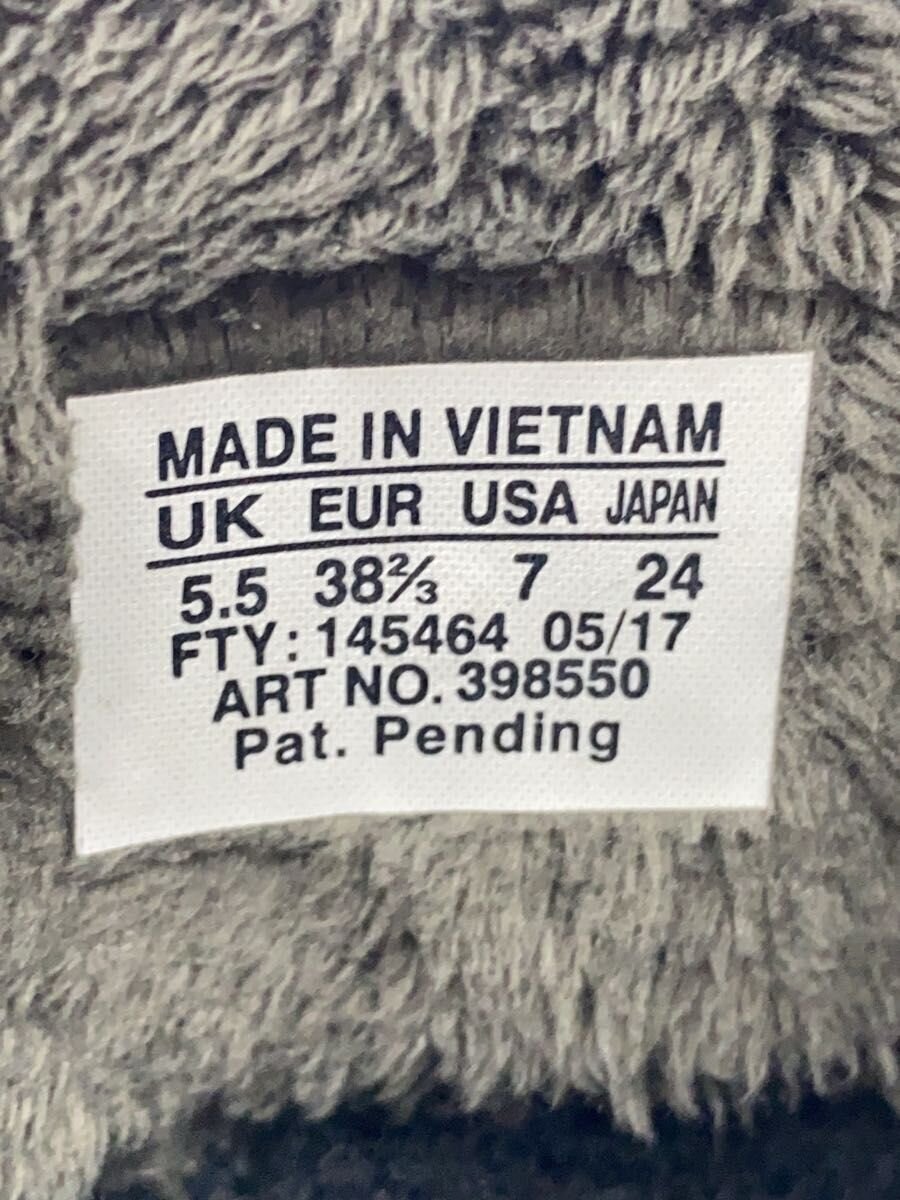 MADE IN VIETNAM
UK EUR USA JAPAN
5.5 38⅔ 7 24
FTY: 145464 05/17
ART NO. 398550
Pat. Pending